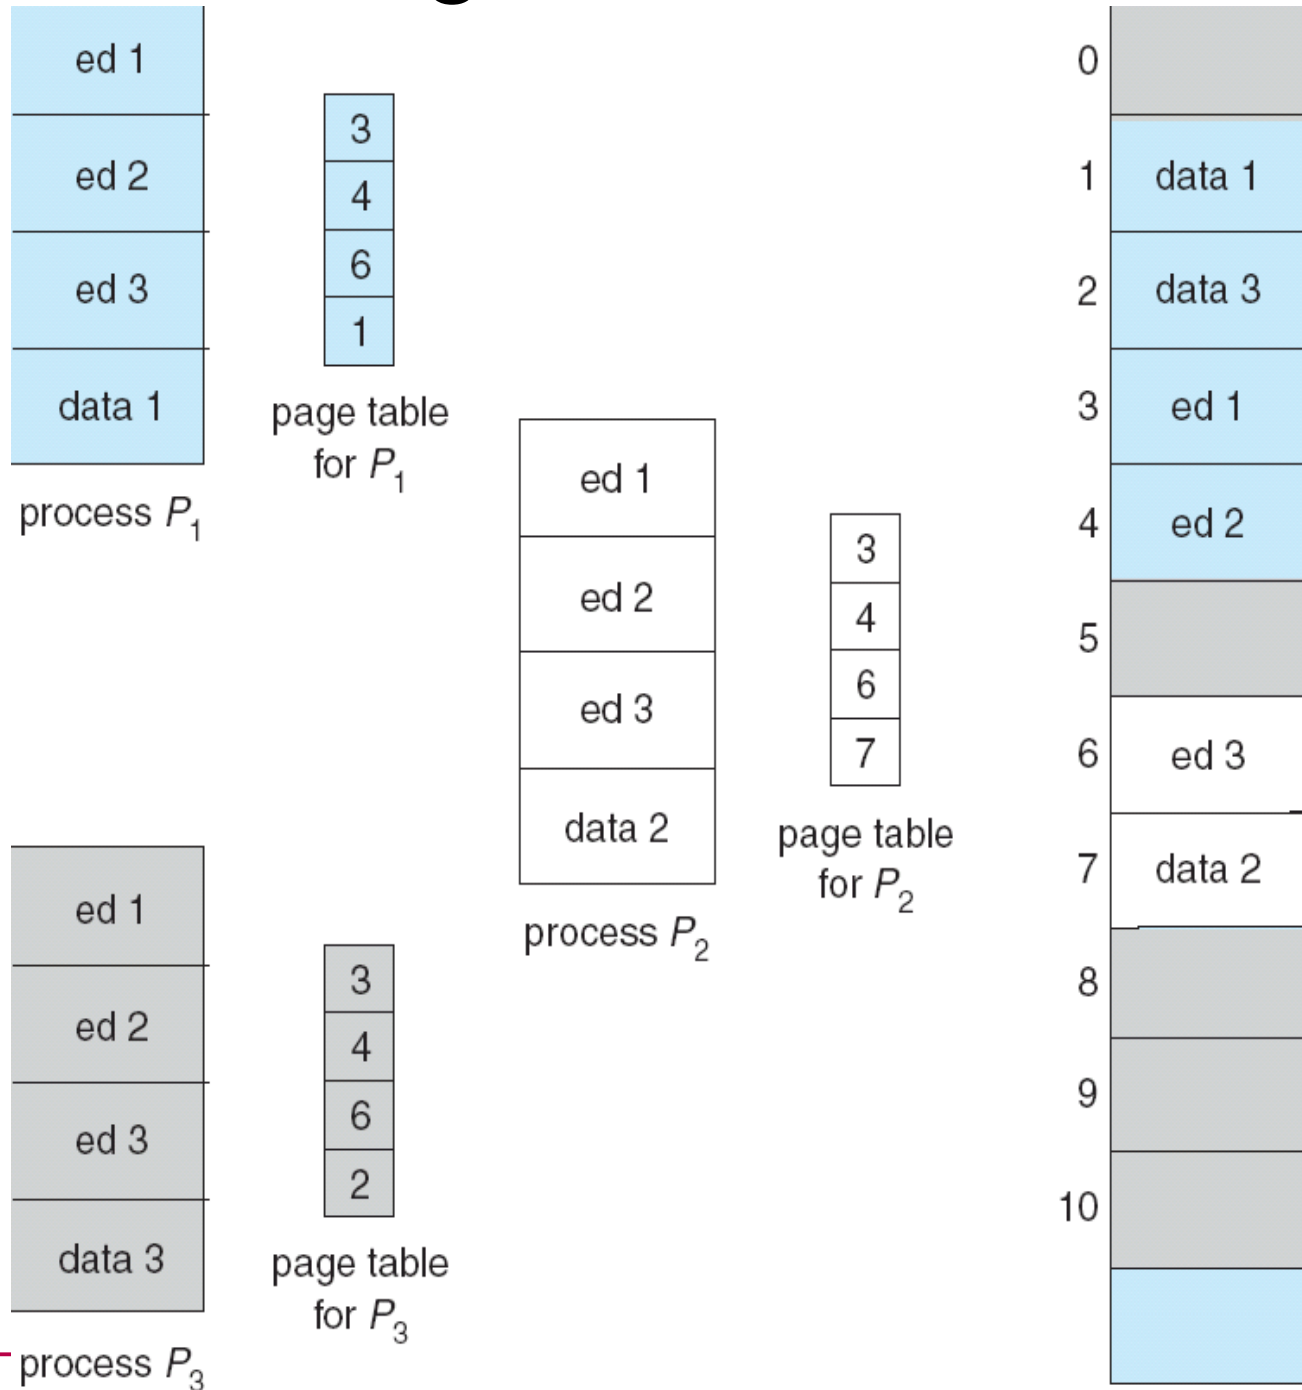 ed 1
ed 2
ed 3
data 1
process P1
3
4
6
1
page table
for P1
ed 1
ed 2
ed 3
data 2
process P2
3
4
6
7
page table
for P2
ed 1
ed 2
ed 3
data 3
process P3
3
4
6
2
page table
for P3
0
1 data 1
2 data 3
3 ed 1
4 ed 2
5
6 ed 3
7 data 2
8
9
10